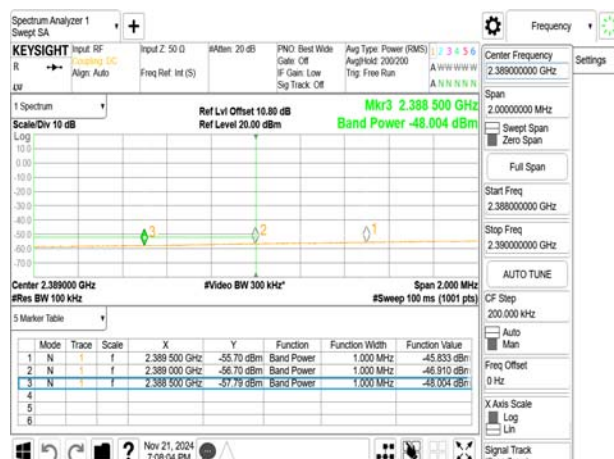 Spectrum Analyzer 1
Swept SA
Frequency
KEYSIGHT
R
Input: RF
Coupling: DC
Align: Auto
Input Z: 50 Ω
Freq Ref: Int (S)
#Atten: 20 dB
PNO: Best Wide
Gate: Off
IF Gain: Low
Sig Track: Off
Avg Type: Power (RMS)
Avg|Hold: 200/200
Trig: Free Run
1 2 3 4 5 6
A W W W W W
A N N N N N
1 Spectrum
Scale/Div 10 dB
Ref Lvl Offset 10.80 dB
Ref Level 20.00 dBm
Mkr3 2.388 500 GHz
Band Power -48.004 dBm
Log
10.0
0.00
-10.0
-20.0
-30.0
-40.0
-50.0
-60.0
-70.0
3
2
1
Center 2.389000 GHz
#Res BW 100 kHz
#Video BW 300 kHz*
Span 2.000 MHz
#Sweep 100 ms (1001 pts)
5 Marker Table
Mode Trace Scale X Y Function Function Width Function Value
1 N 1 f 2.389 500 GHz -55.70 dBm Band Power 1.000 MHz -45.833 dBm
2 N 1 f 2.389 000 GHz -56.70 dBm Band Power 1.000 MHz -46.910 dBm
3 N 1 f 2.388 500 GHz -57.79 dBm Band Power 1.000 MHz -48.004 dBm
4
5
6
Nov 21, 2024
7:08:04 PM
Center Frequency
2.389000000 GHz
Settings
Span
2.00000000 MHz
Swept Span
Zero Span
Full Span
Start Freq
2.388000000 GHz
Stop Freq
2.390000000 GHz
AUTO TUNE
CF Step
200.000 kHz
Auto
Man
Freq Offset
0 Hz
X Axis Scale
Log
Lin
Signal Track